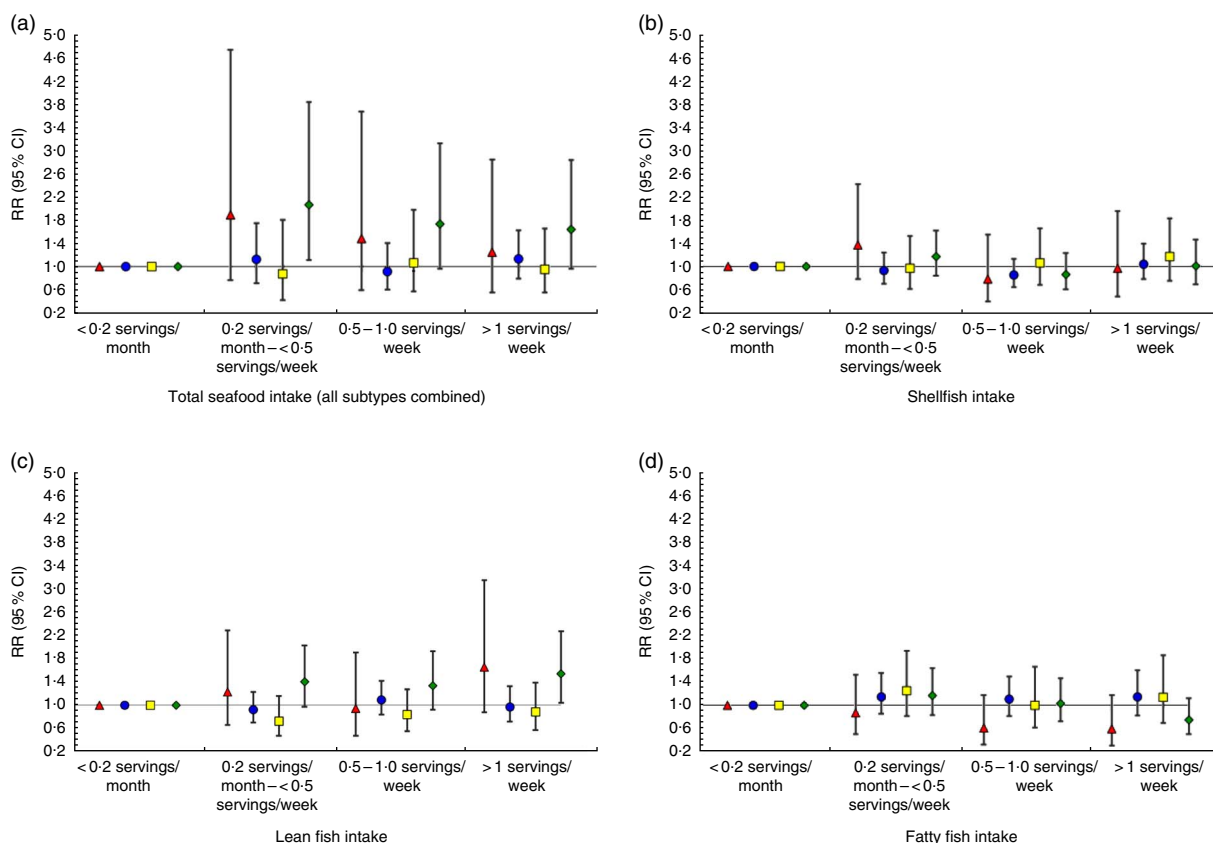 (a)
RR (95 % CI)
5·0
4·6
4·2
3·8
3·4
3·0
2·6
2·2
1·8
1·4
1·0
0·6
0·2
<0·2 servings/
month
0·2 servings/
month–<0·5
servings/week
0·5–1·0 servings/
week
>1 servings/
week
Total seafood intake (all subtypes combined)
(b)
RR (95 % CI)
5·0
4·6
4·2
3·8
3·4
3·0
2·6
2·2
1·8
1·4
1·0
0·6
0·2
<0·2 servings/
month
0·2 servings/
month–<0·5
servings/week
0·5–1·0 servings/
week
>1 servings/
week
Shellfish intake
(c)
RR (95 % CI)
5·0
4·6
4·2
3·8
3·4
3·0
2·6
2·2
1·8
1·4
1·0
0·6
0·2
<0·2 servings/
month
0·2 servings/
month–<0·5
servings/week
0·5–1·0 servings/
week
>1 servings/
week
Lean fish intake
(d)
RR (95 % CI)
5·0
4·6
4·2
3·8
3·4
3·0
2·6
2·2
1·8
1·4
1·0
0·6
0·2
<0·2 servings/
month
0·2 servings/
month–<0·5
servings/week
0·5–1·0 servings/
week
>1 servings/
week
Fatty fish intake